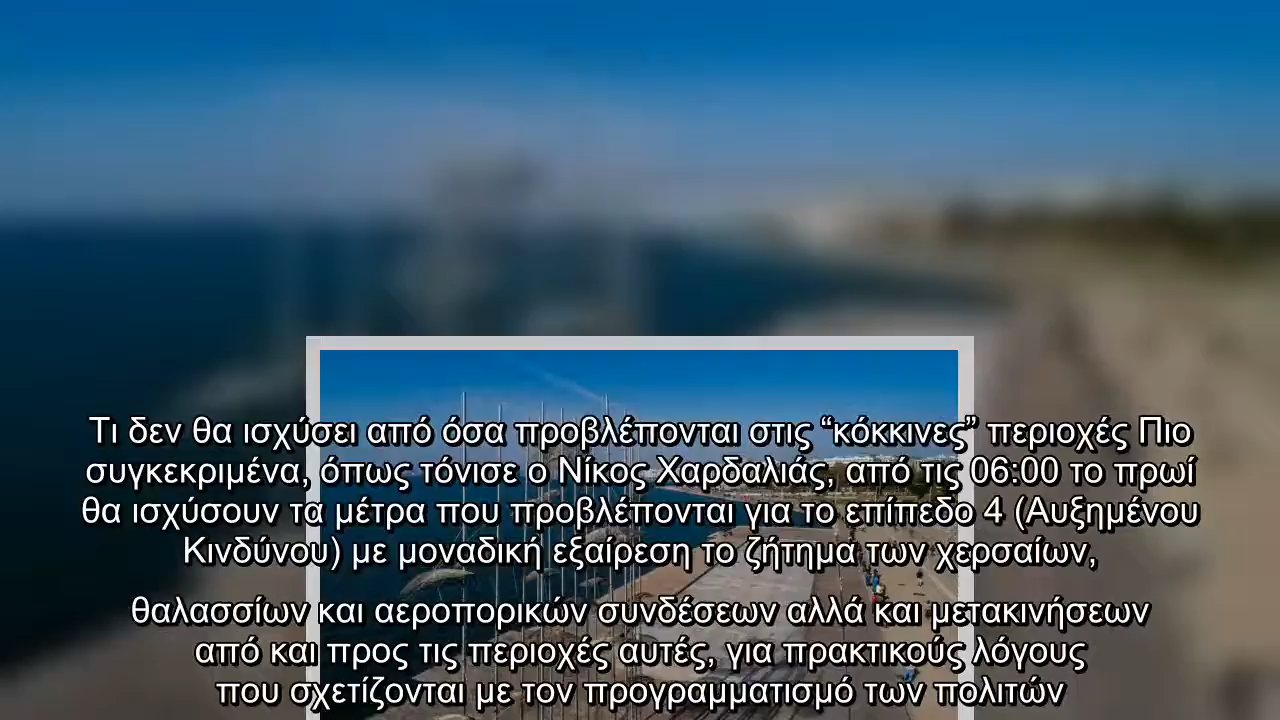 Τι δεν θα ισχύσει από όσα προβλέπονται στις “κόκκινες” περιοχές Πιο
συγκεκριμένα, όπως τόνισε ο Νίκος Χαρδαλιάς, από τις 06:00 το πρωί
θα ισχύσουν τα μέτρα που προβλέπονται για το επίπεδο 4 (Αυξημένου
Κινδύνου) με μοναδική εξαίρεση το ζήτημα των χερσαίων,
θαλασσίων και αεροπορικών συνδέσεων αλλά και μετακινήσεων
από και προς τις περιοχές αυτές, για πρακτικούς λόγους
που σχετίζονται με τον προγραμματισμό των πολιτών